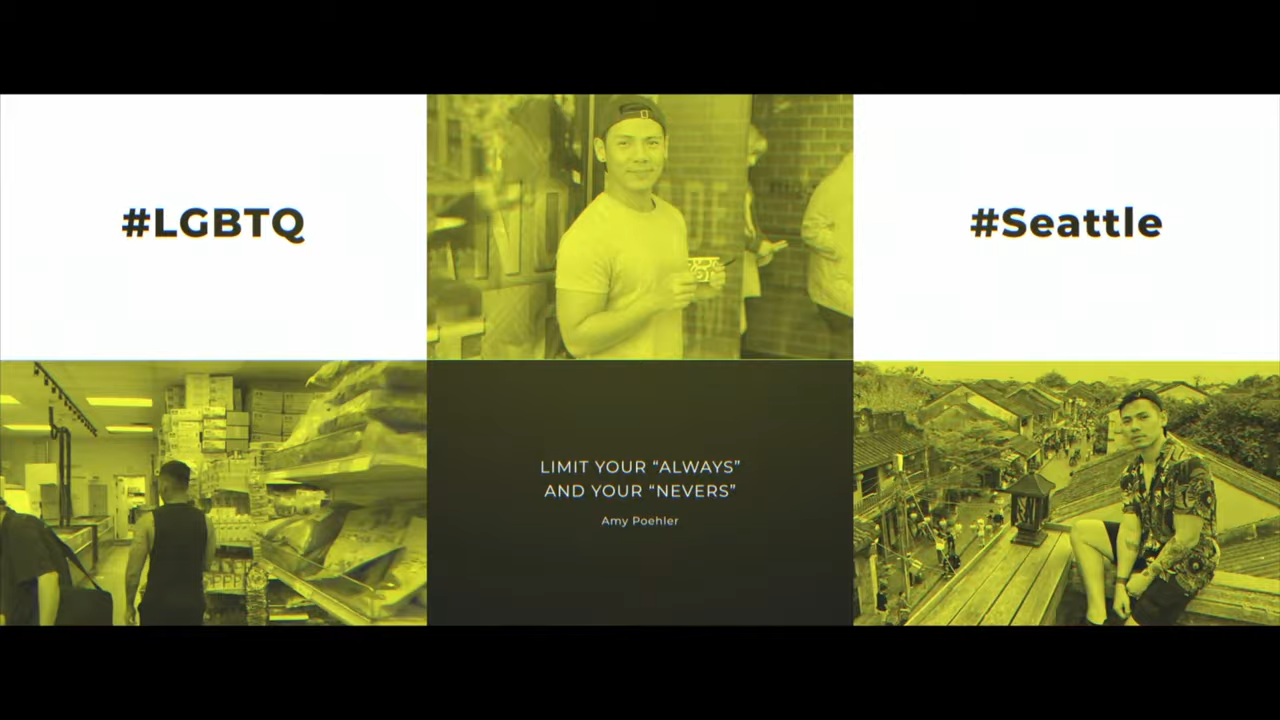 #LGBTQ
#Seattle
LIMIT YOUR “ALWAYS”
AND YOUR “NEVERS”
Amy Poehler